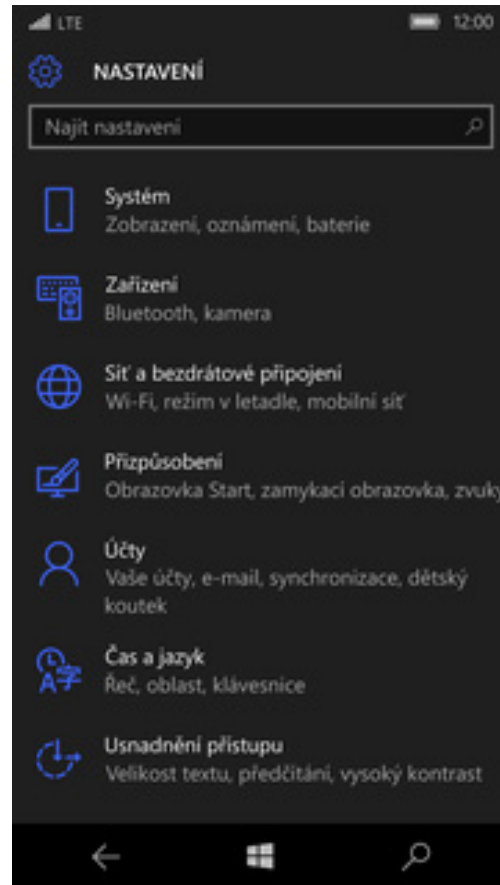 LTE 12:00
NASTAVENÍ
Najít nastavení
Systém
Zobrazení, oznámení, baterie
Zařízení
Bluetooth, kamera
Síť a bezdrátové připojení
Wi-Fi, režim v letadle, mobilní síť
Přizpůsobení
Obrazovka Start, zamykací obrazovka, zvuky
Účty
Vaše účty, e-mail, synchronizace, dětský
koutek
Čas a jazyk
Řeč, oblast, klávesnice
Usnadnění přístupu
Velikost textu, předčítání, vysoký kontrast